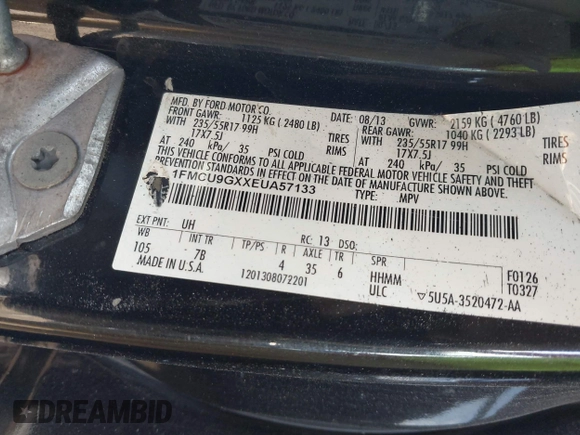 MFD. BY FORD MOTOR CO.
DATE: 08/13 GVWR: 2159 KG (4760 LB)
FRONT GAWR: 1125 KG (2480 LB) REAR GAWR: 1040 KG (2293 LB)
WITH 235/55R17 99H TIRES WITH 235/55R17 99H TIRES
17X7.5J RIMS 17X7.5J
AT 240 kPa/ 35 PSI COLD AT 240 kPa/ 35 PSI COLD
THIS VEHICLE CONFORMS TO ALL APPLICABLE FEDERAL MOTOR VEHICLE SAFETY AND THEFT
PREVENTION STANDARDS IN EFFECT ON THE DATE OF MANUFACTURE SHOWN ABOVE.
1FMCU9GXXEUA57133
TYPE: MPV
EXT PNT: UH RC: 13 DSO:
WB INT TR TP/PS R AXLE TR SPR
105 7B 4 35 6 HHMM F0126
MADE IN U.S.A. 1201308072201 ULC T0327
5U5A-3520472-AA
DREAMBID